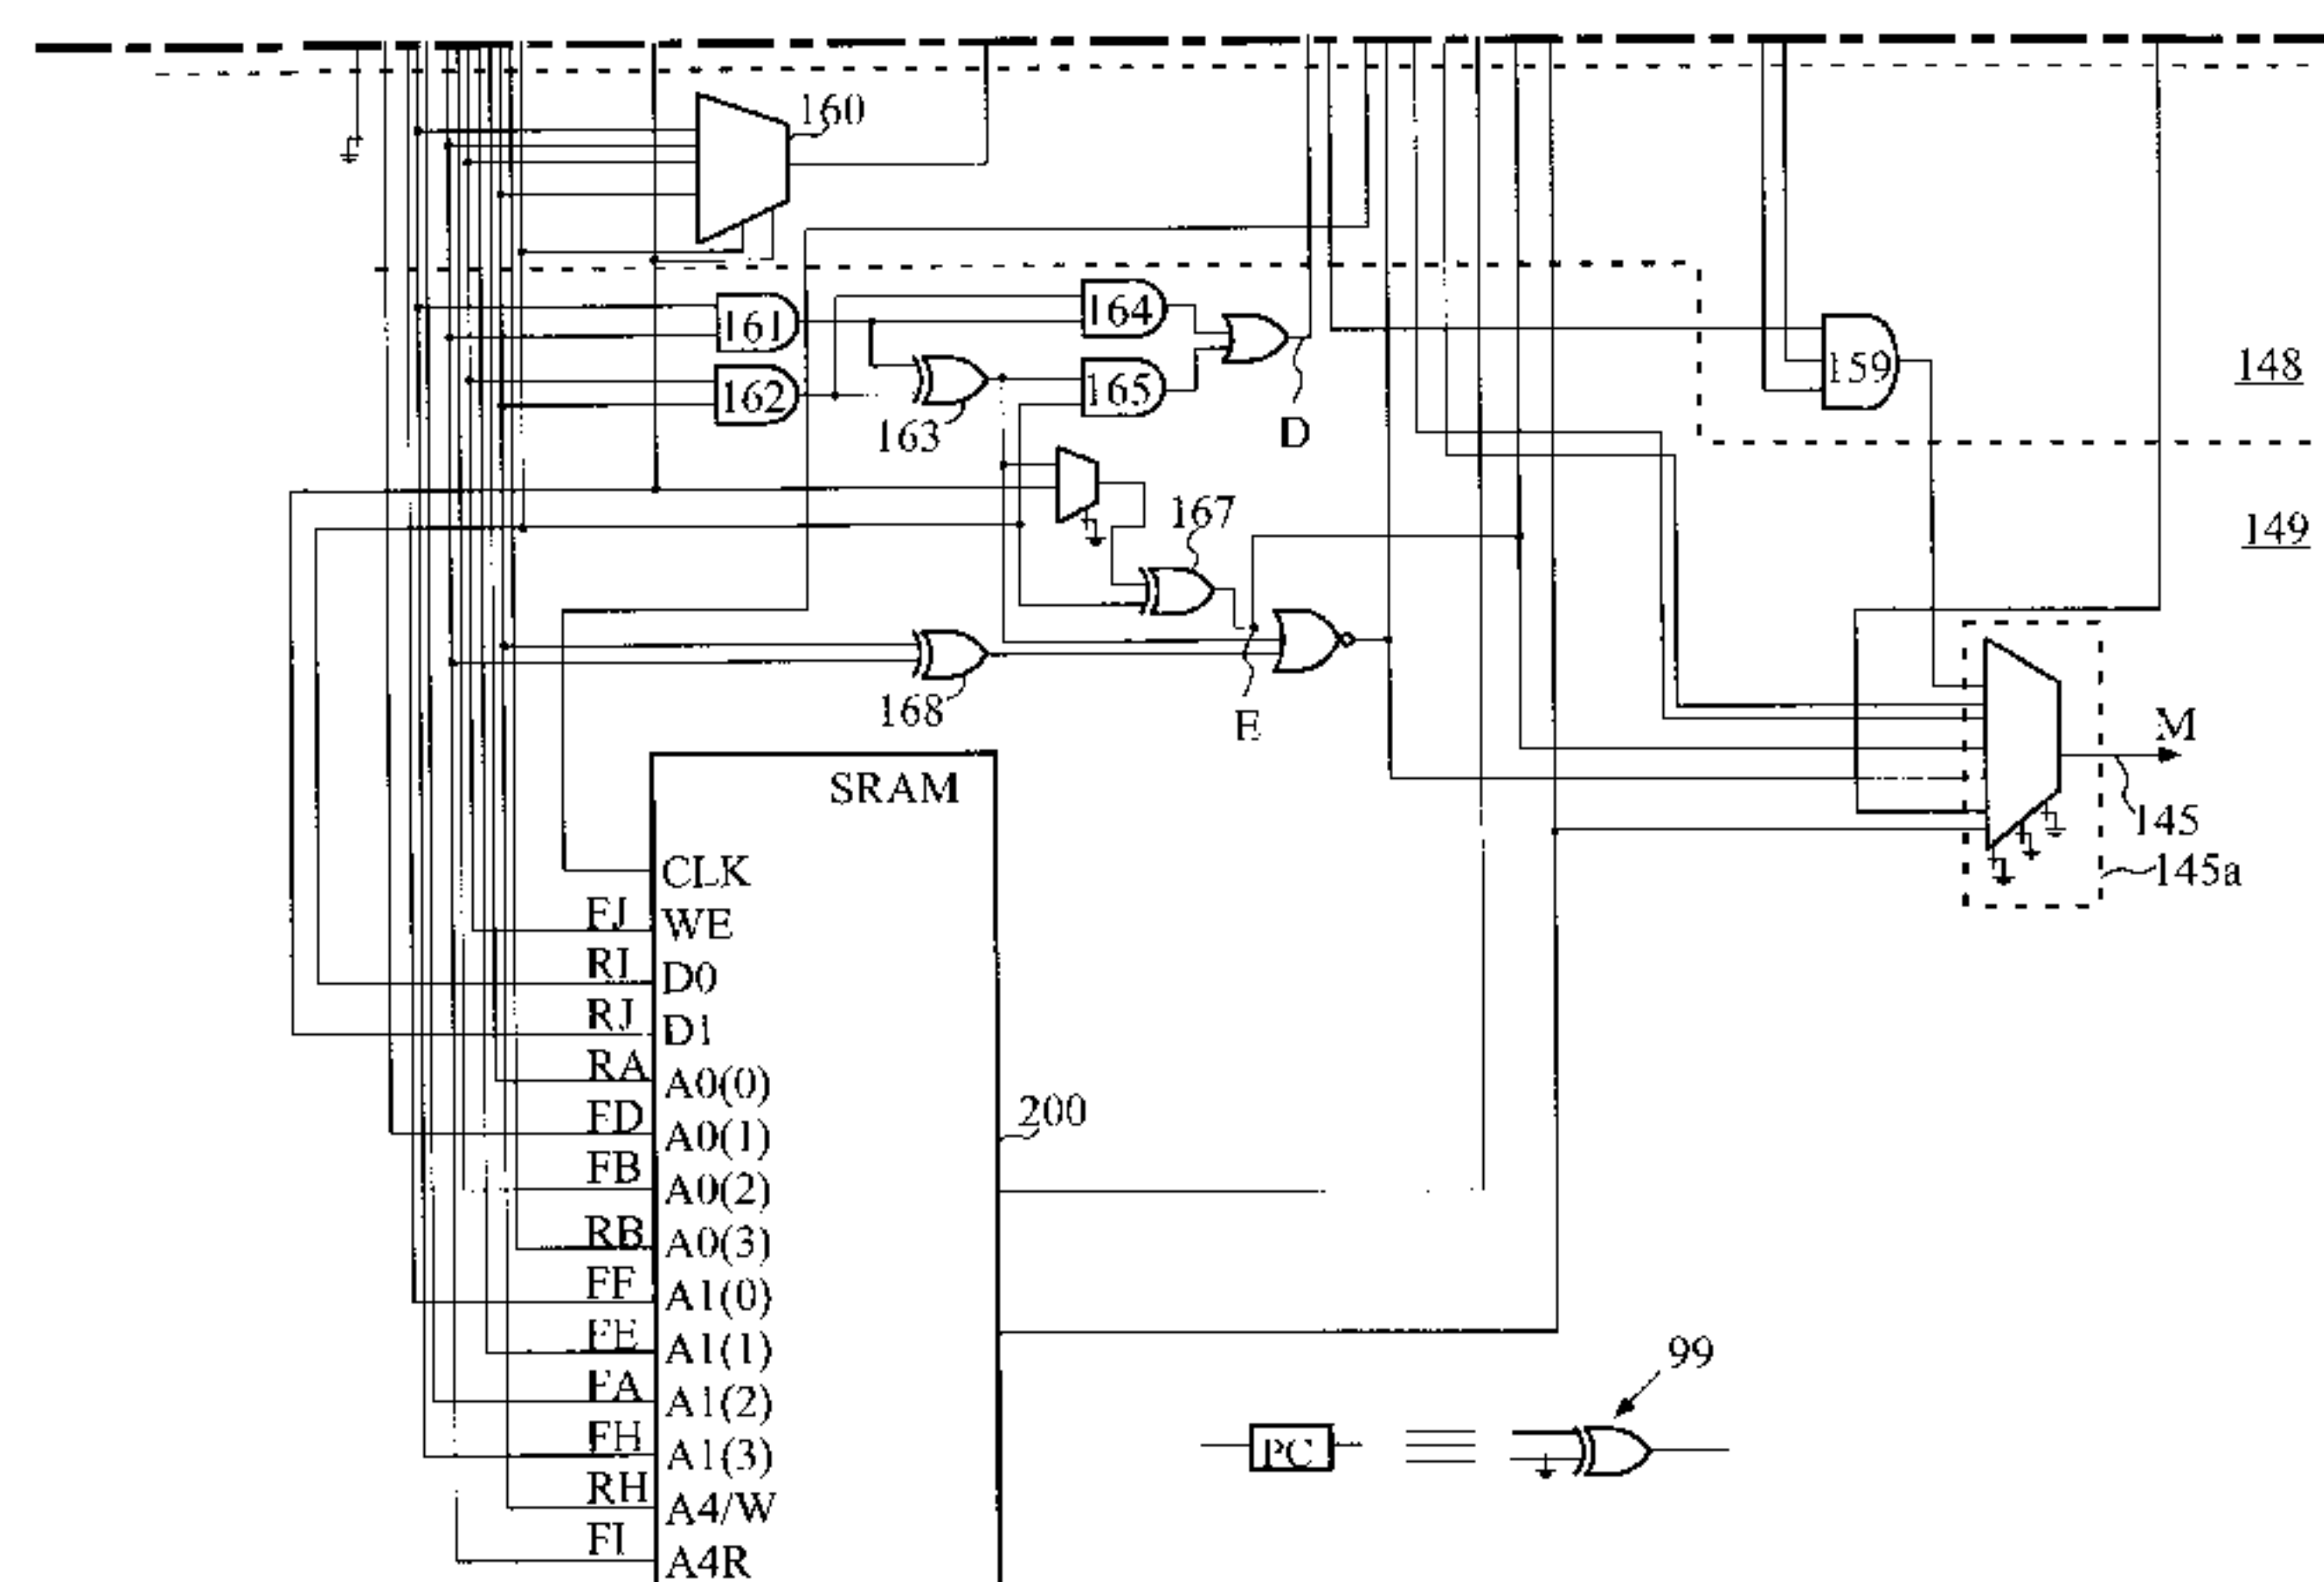 160
161
164
159
148
162
165
163
D
167
149
168
E
M
SRAM
145
CLK
145a
FJ WE
RI D0
RJ D1
RA A0(0)
200
FD A0(1)
FB A0(2)
RB A0(3)
FF A1(0)
FE A1(1)
99
FA A1(2)
FH A1(3)
PC
RH A4/W
FI A4R